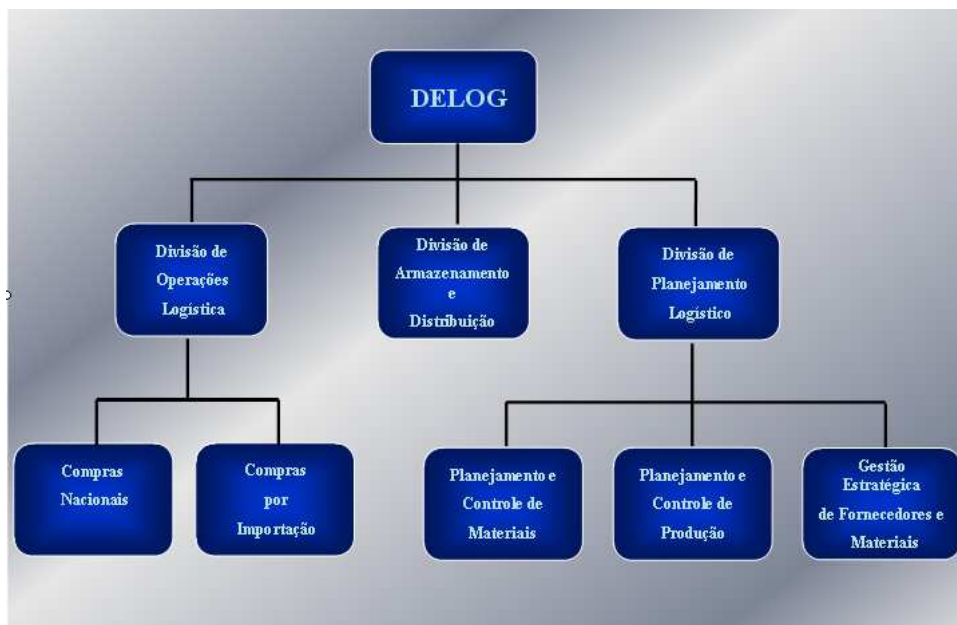 DELOG
Divisão de
Operações
Logística
Divisão de
Armazenamento
e
Distribuição
Divisão de
Planejamento
Logístico
Compras
Nacionais
Compras
por
Importação
Planejamento e
Controle de
Materiais
Planejamento e
Controle de
Produção
Gestão
Estratégica
de Fornecedores e
Materiais